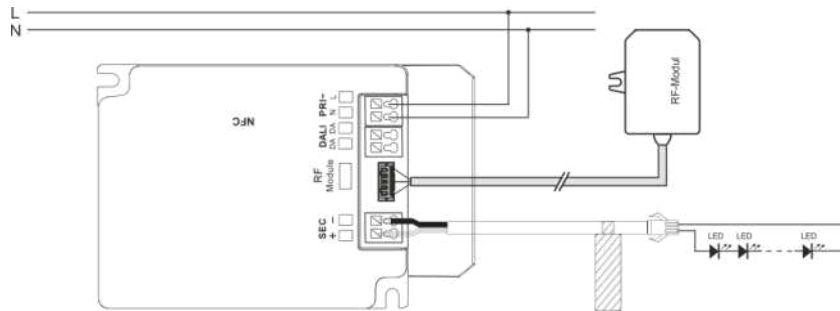 L
N
NFC
PRI~
L
N
DALI
DA
DA
RF
Module
SEC
−
+
RF-Modul
LED
LED
LED